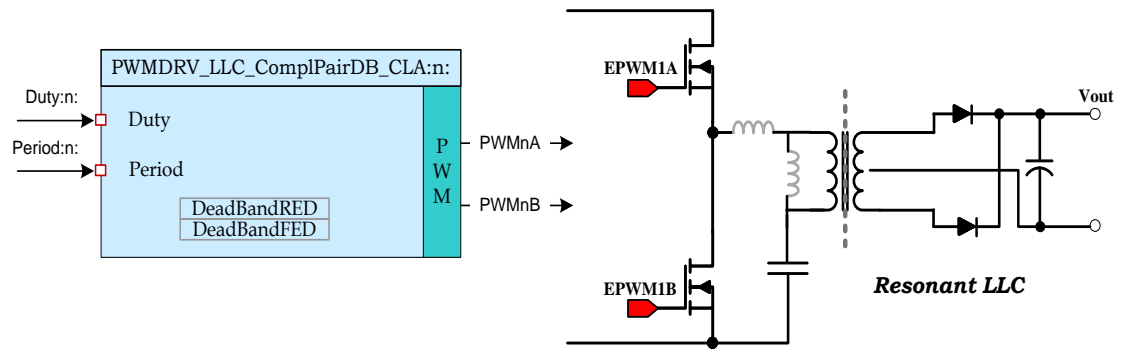 PWMDRV_LLC_ComplPairDB_CLA:n:
Duty:n:
Duty
Period:n:
Period
DeadBandRED
DeadBandFED
P
W
M
PWMnA
PWMnB
EPWM1A
EPWM1B
Vout
Resonant LLC